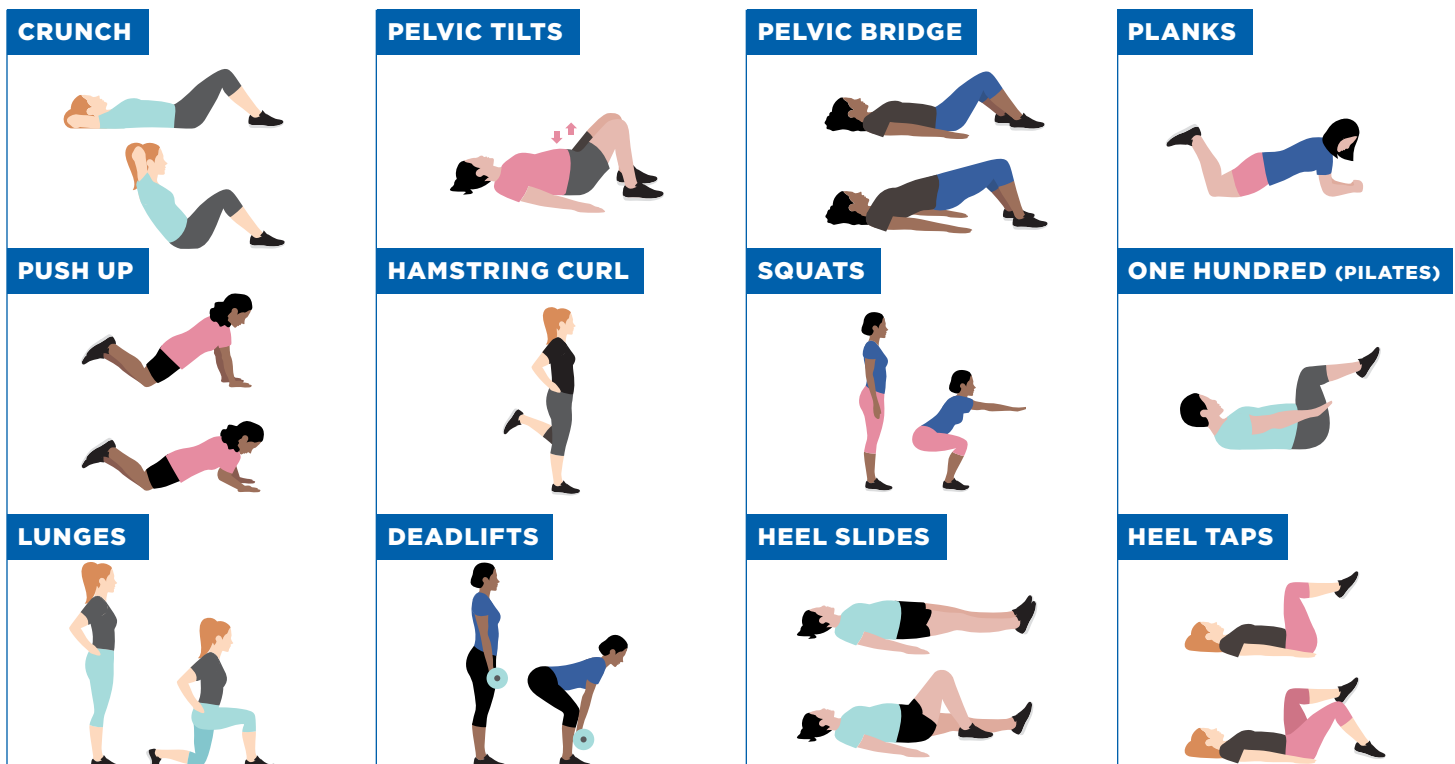 CRUNCH
PELVIC TILTS
PELVIC BRIDGE
PLANKS
PUSH UP
HAMSTRING CURL
SQUATS
ONE HUNDRED (PILATES)
LUNGES
DEADLIFTS
HEEL SLIDES
HEEL TAPS